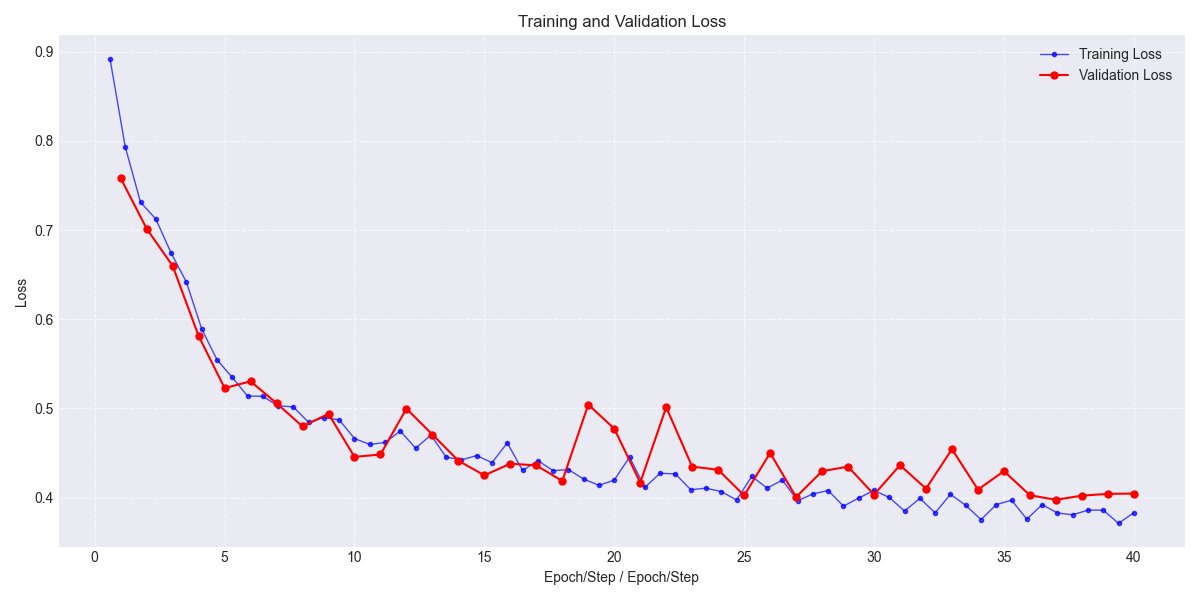 Training and Validation Loss
Training Loss
Validation Loss
0.9
0.8
0.7
0.6
0.5
0.4
Loss
0 5 10 15 20 25 30 35 40
Epoch/Step / Epoch/Step